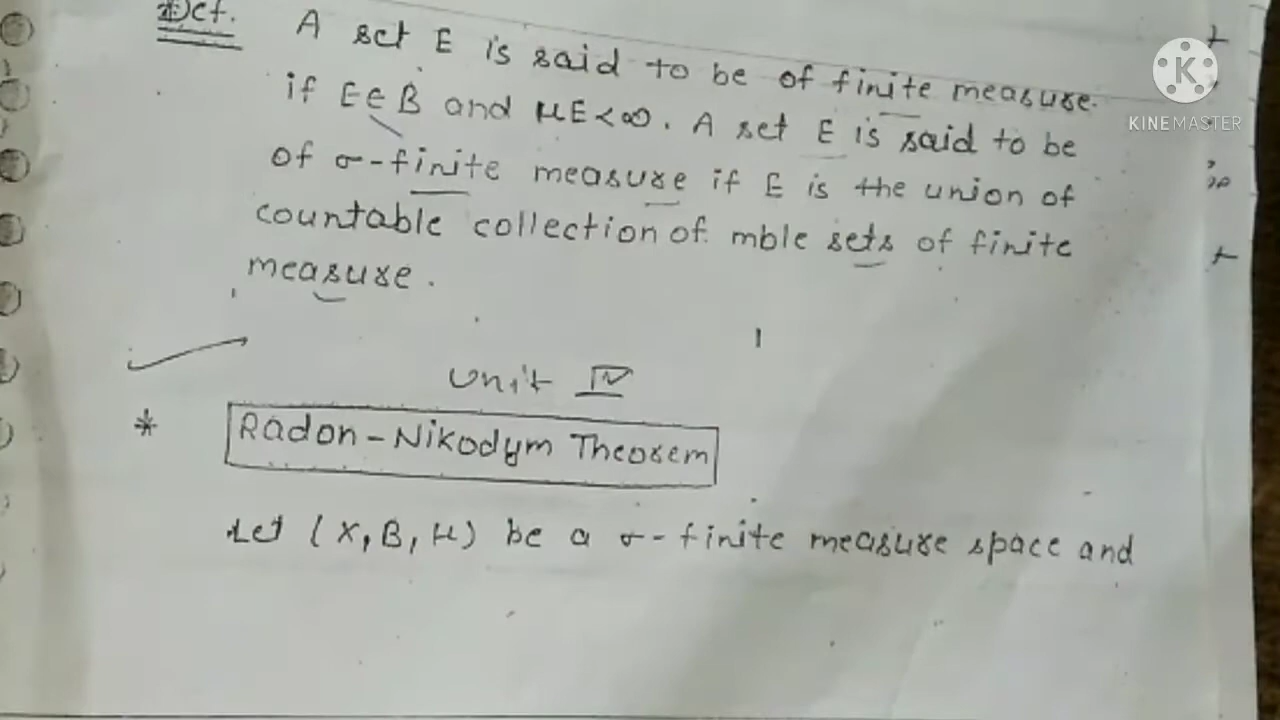 Def. A set E is said to be of finite measure.
if E∈B and μE<∞. A set E is said to be
of σ-finite measure if E is the union of
countable collection of mble sets of finite
measure.
Unit IV
* Radon-Nikodym Theorem
Let (X, B, μ) be a σ-finite measure space and
K
KINEMASTER